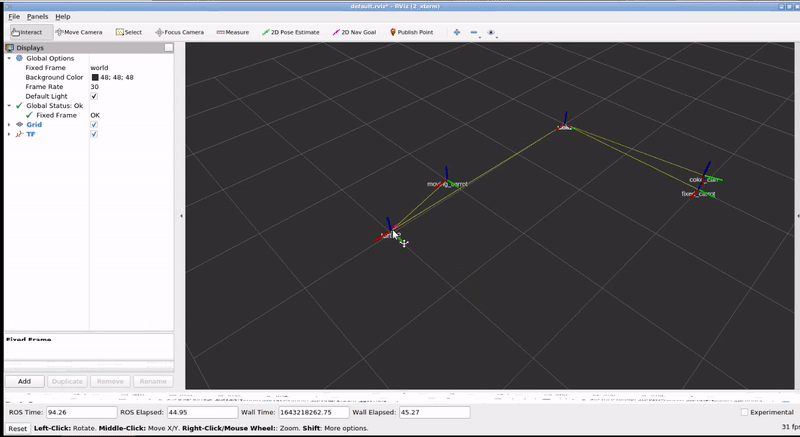 default.rviz* - RViz (2_xterm)
File Panels Help
Interact Move Camera Select Focus Camera Measure 2D Pose Estimate 2D Nav Goal Publish Point
Displays
Global Options
Fixed Frame world
Background Color 48; 48; 48
Frame Rate 30
Default Light
Global Status: Ok
Fixed Frame OK
Grid
TF
moving_carrot
fixed_carrot
Fixed Frame
Add Duplicate Remove Rename
ROS Time: 94.26 ROS Elapsed: 44.95 Wall Time: 1643218262.75 Wall Elapsed: 45.27 Experimental
Reset Left-Click: Rotate. Middle-Click: Move X/Y. Right-Click/Mouse Wheel:: Zoom. Shift: More options. 31 fps